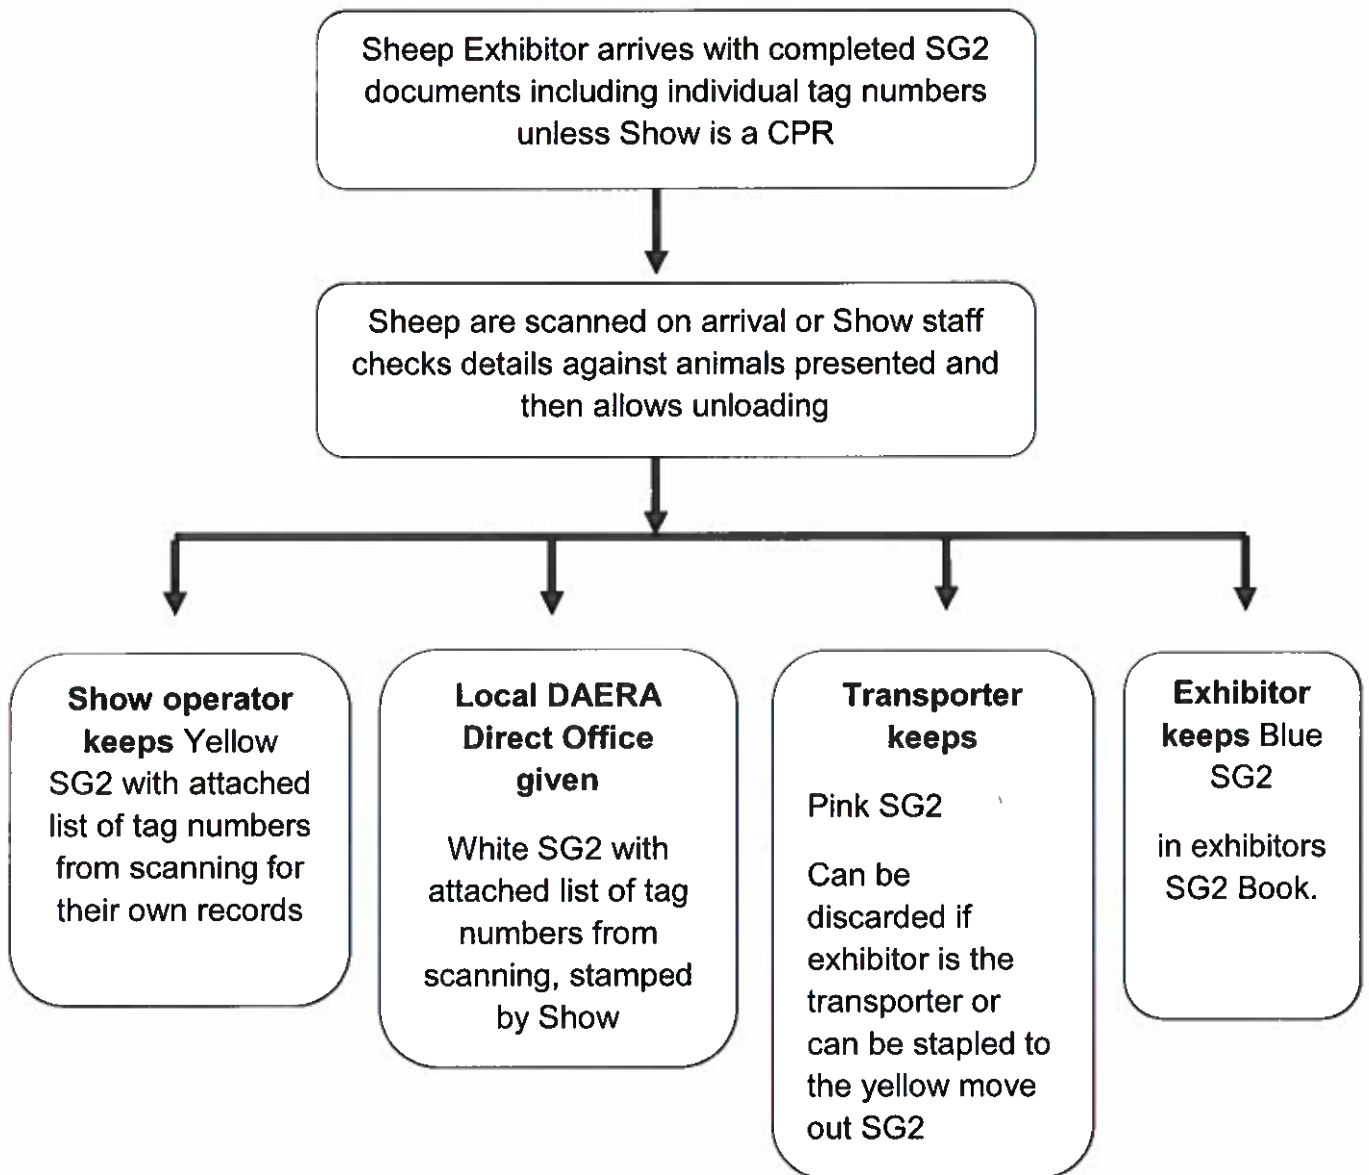 Sheep Exhibitor arrives with completed SG2
documents including individual tag numbers
unless Show is a CPR
Sheep are scanned on arrival or Show staff
checks details against animals presented and
then allows unloading
Show operator
keeps Yellow
SG2 with attached
list of tag numbers
from scanning for
their own records
Local DAERA
Direct Office
given
White SG2 with
attached list of tag
numbers from
scanning, stamped
by Show
Transporter
keeps
Pink SG2
Can be
discarded if
exhibitor is the
transporter or
can be stapled to
the yellow move
out SG2
Exhibitor
keeps Blue
SG2
in exhibitors
SG2 Book.